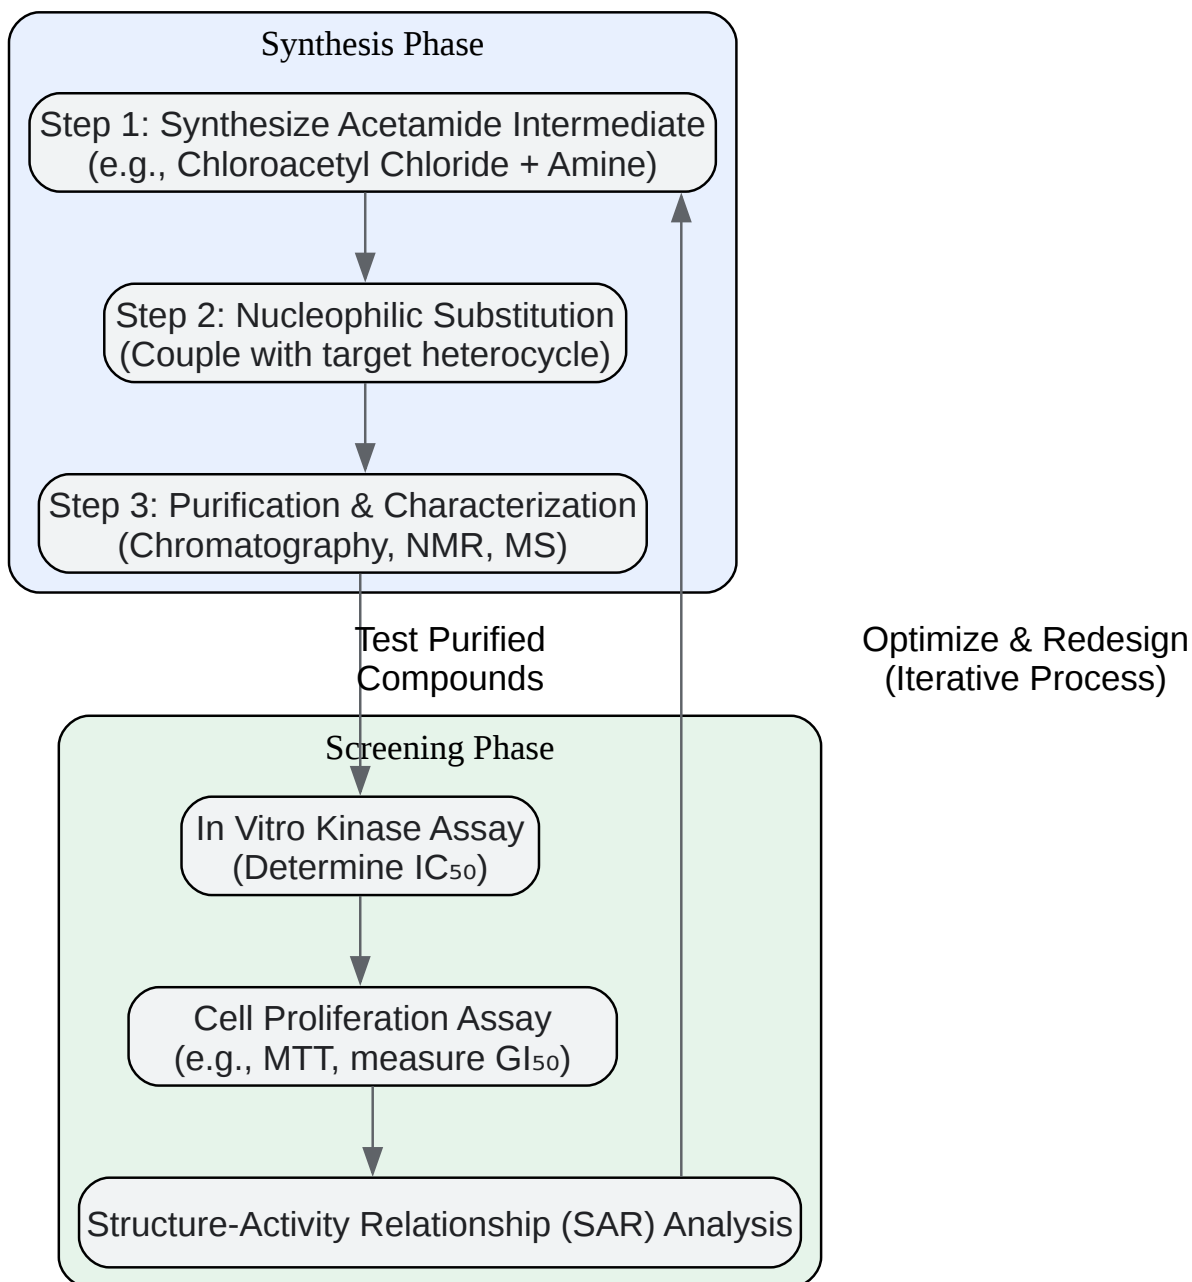 Synthesis Phase
Step 1: Synthesize Acetamide Intermediate
(e.g., Chloroacetyl Chloride + Amine)
Step 2: Nucleophilic Substitution
(Couple with target heterocycle)
Step 3: Purification & Characterization
(Chromatography, NMR, MS)
Test Purified
Compounds
Optimize & Redesign
(Iterative Process)
Screening Phase
In Vitro Kinase Assay
(Determine IC₅₀)
Cell Proliferation Assay
(e.g., MTT, measure GI₅₀)
Structure-Activity Relationship (SAR) Analysis